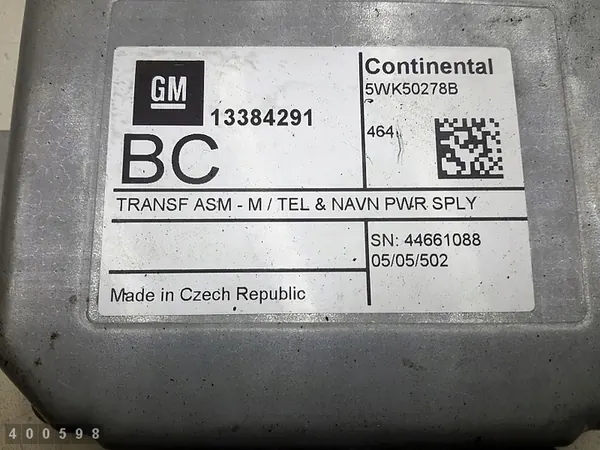 GM
13384291
BC
Continental
5WK50278B
464
TRANSF ASM - M / TEL & NAVN PWR SPLY
SN: 44661088
05/05/502
Made in Czech Republic
400598